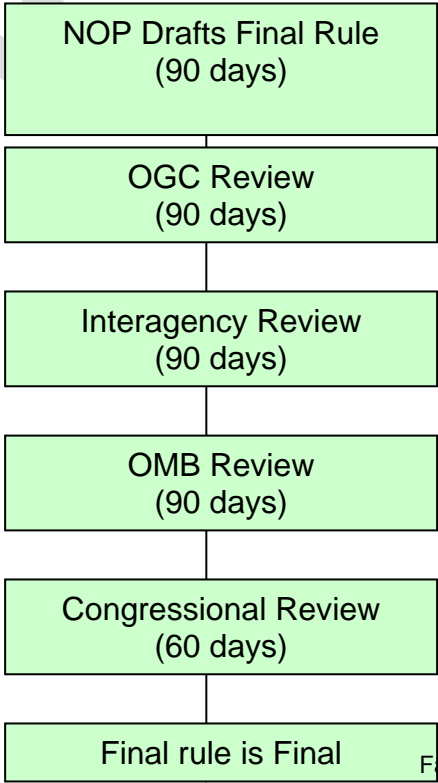 NOP Drafts Final Rule
(90 days)
OGC Review
(90 days)
Interagency Review
(90 days)
OMB Review
(90 days)
Congressional Review
(60 days)
Final rule is Final